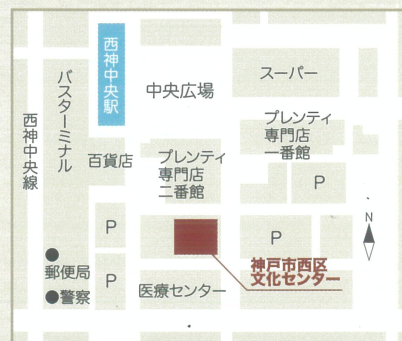 西神中央線
バスターミナル
西神中央駅
中央広場
スーパー
百貨店
プレンティ
専門店
一番館
プレンティ
専門店
二番館
P
P
P
P
N
郵便局
警察
医療センター
神戸市西区
文化センター